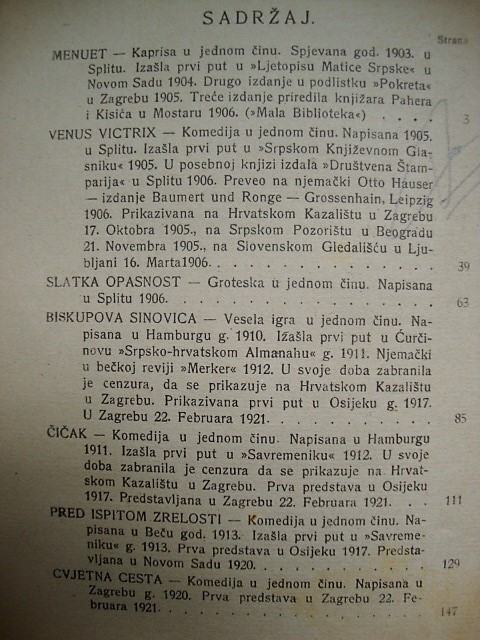 SADRŽAJ.
Strana
MENUET — Kaprisa u jednom činu. Spjevana god. 1903. u
Splitu. Izašla prvi put u »Ljetopisu Matice Srpske« u
Novom Sadu 1904. Drugo izdanje u podlistku »Pokreta«
u Zagrebu 1905. Treće izdanje priredila knjižara Pahera
i Kisića u Mostaru 1906. (»Mala Biblioteka«) . . . . 3
VENUS VICTRIX — Komedija u jednom činu. Napisana 1905.
u Splitu. Izašla prvi put u »Srpskom Književnom Gla-
sniku« 1905. U posebnoj knjizi izdala »Društvena Štam-
parija« u Splitu 1906. Preveo na njemački Otto Hauser
— izdanje Baumert und Ronge — Grossenhain, Leipzig
1906. Prikazivana na Hrvatskom Kazalištu u Zagrebu
17. Oktobra 1905., na Srpskom Pozorištu u Beogradu
21. Novembra 1905., na Slovenskom Gledališću u Lju-
bljani 16. Marta1906. . . . . . . . . . . . . 39
SLATKA OPASNOST — Groteska u jednom činu. Napisana
u Splitu 1906. . . . . . . . . . . . . . . . 63
BISKUPOVA SINOVICA — Vesela igra u jednom činu. Na-
pisana u Hamburgu g. 1910. Izašla prvi put u Ćurči-
novu »Srpsko-hrvatskom Almanahu« g. 1911. Njemački
u bečkoj reviji »Merker« 1912. U svoje doba zabranila
je cenzura, da se prikazuje na Hrvatskom Kazalištu
u Zagrebu. Prikazivana prvi put u Osijeku g. 1917.
U Zagrebu 22. Februara 1921. . . . . . . . . . 85
ČIČAK — Komedija u jednom činu. Napisana u Hamburgu
1911. Izašla prvi put u »Savremeniku« 1912. U svoje
doba zabranila je cenzura da se prikazuje na Hrvat-
skom Kazalištu u Zagrebu. Prva predstava u Osijeku
1917. Predstavljana u Zagrebu 22. Februara 1921. . . 111
PRED ISPITOM ZRELOSTI — Komedija u jednom činu. Na-
pisana u Beču god. 1913. Izašla prvi put u »Savreme-
niku« g. 1913. Prva predstava u Osijeku 1917. Predsta-
vljana u Novom Sadu 1920. . . . . . . . . . . 129
CVJETNA CESTA — Komedija u jednom činu. Napisana u
Zagrebu g. 1920. Prva predstava u Zagrebu 22. Fe-
bruara 1921. . . . . . . . . . . . . . . . . 147